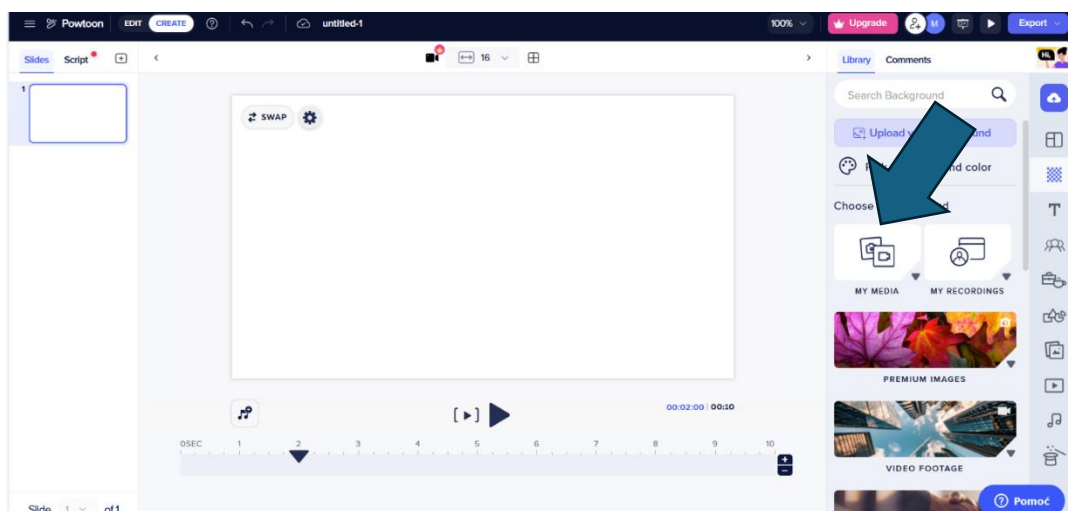 Powtoon EDIT CREATE untitled-1 100% Upgrade M Export
Slides Script 16 Library Comments HI,
1
Search Background
SWAP
Upload
color
Choose
MY MEDIA MY RECORDINGS
PREMIUM IMAGES
00:02:00 00:10
0SEC 1 2 3 4 5 6 7 8 9 10
VIDEO FOOTAGE
Slide 1 of 1
Pomoć